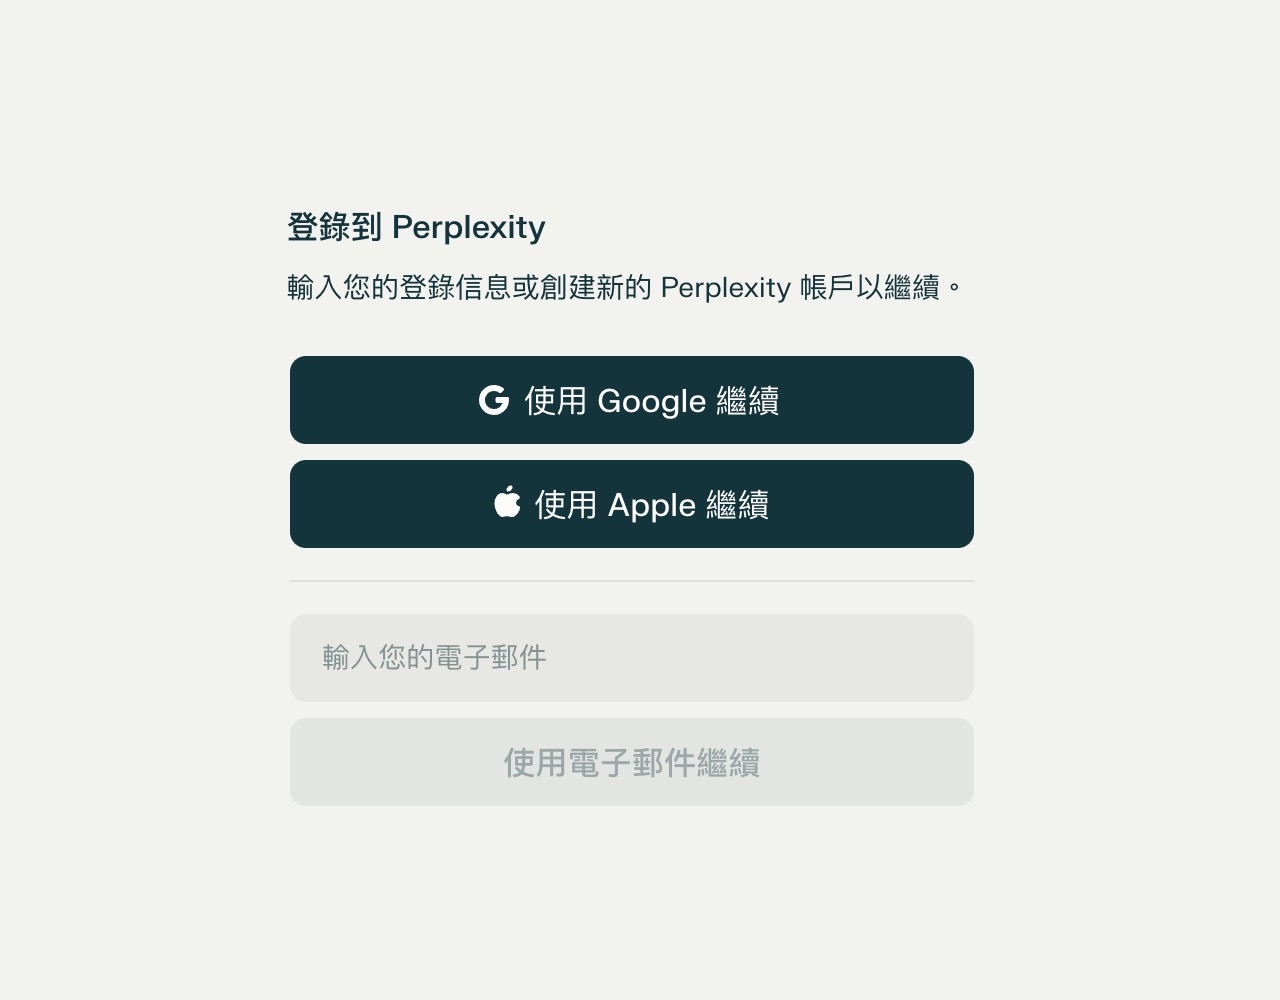 登錄到 Perplexity
輸入您的登錄信息或創建新的 Perplexity 帳戶以繼續。
使用 Google 繼續
使用 Apple 繼續
輸入您的電子郵件
使用電子郵件繼續